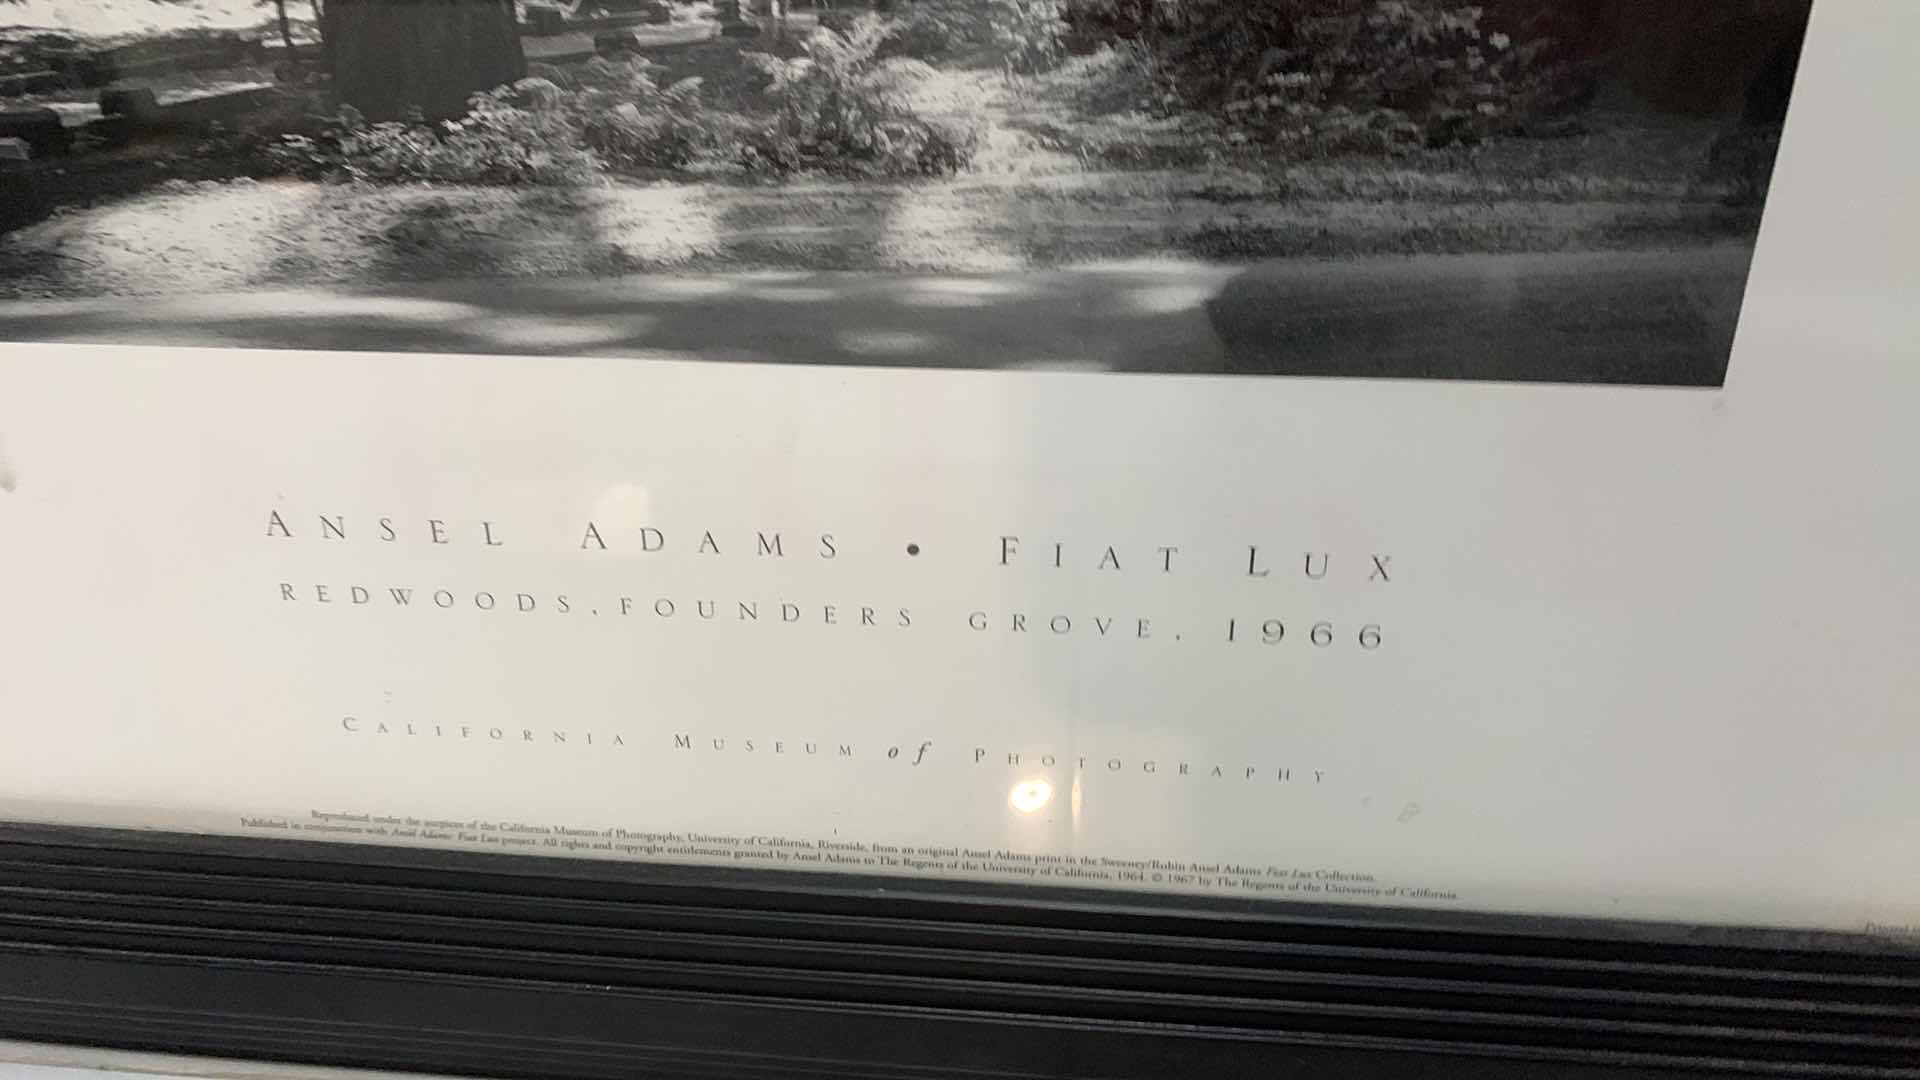 ANSEL ADAMS • FIAT LUX
REDWOODS, FOUNDERS GROVE, 1966
CALIFORNIA MUSEUM of PHOTOGRAPHY
Reproduced under the auspices of the California Museum of Photography, University of California, Riverside, from an original Ansel Adams print in the Sweeney/Rubin Ansel Adams Fiat Lux Collection.
Published in conjunction with Ansel Adams: Fiat Lux project. All rights and copyright entitlements granted by Ansel Adams to The Regents of the University of California, 1964. © 1967 by The Regents of the University of California.
Printed